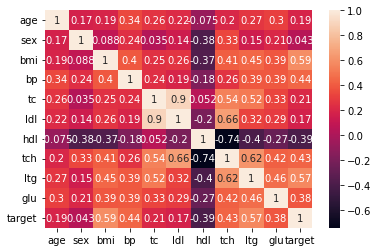 age 1 0.17 0.19 0.34 0.26 0.22 -0.075 0.2 0.27 0.3 0.19 1.0
sex 0.17 1 0.088 0.24 0.035 0.14 -0.38 0.33 0.15 0.21 0.043 0.8
bmi 0.19 0.088 1 0.4 0.25 0.26 -0.37 0.41 0.45 0.39 0.59 0.6
bp 0.34 0.24 0.4 1 0.24 0.19 -0.18 0.26 0.39 0.39 0.44 0.4
tc 0.26 0.035 0.25 0.24 1 0.9 0.052 0.54 0.52 0.33 0.21 0.2
ldl 0.22 0.14 0.26 0.19 0.9 1 -0.2 0.66 0.32 0.29 0.17
hdl -0.075 -0.38 -0.37 -0.18 0.052 -0.2 1 -0.74 -0.4 -0.27 -0.39 0.0
tch 0.2 0.33 0.41 0.26 0.54 0.66 -0.74 1 0.62 0.42 0.43 -0.2
ltg 0.27 0.15 0.45 0.39 0.52 0.32 -0.4 0.62 1 0.46 0.57
glu 0.3 0.21 0.39 0.39 0.33 0.29 -0.27 0.42 0.46 1 0.38 -0.4
target 0.19 0.043 0.59 0.44 0.21 0.17 -0.39 0.43 0.57 0.38 1 -0.6
age sex bmi bp tc ldl hdl tch ltg glu target